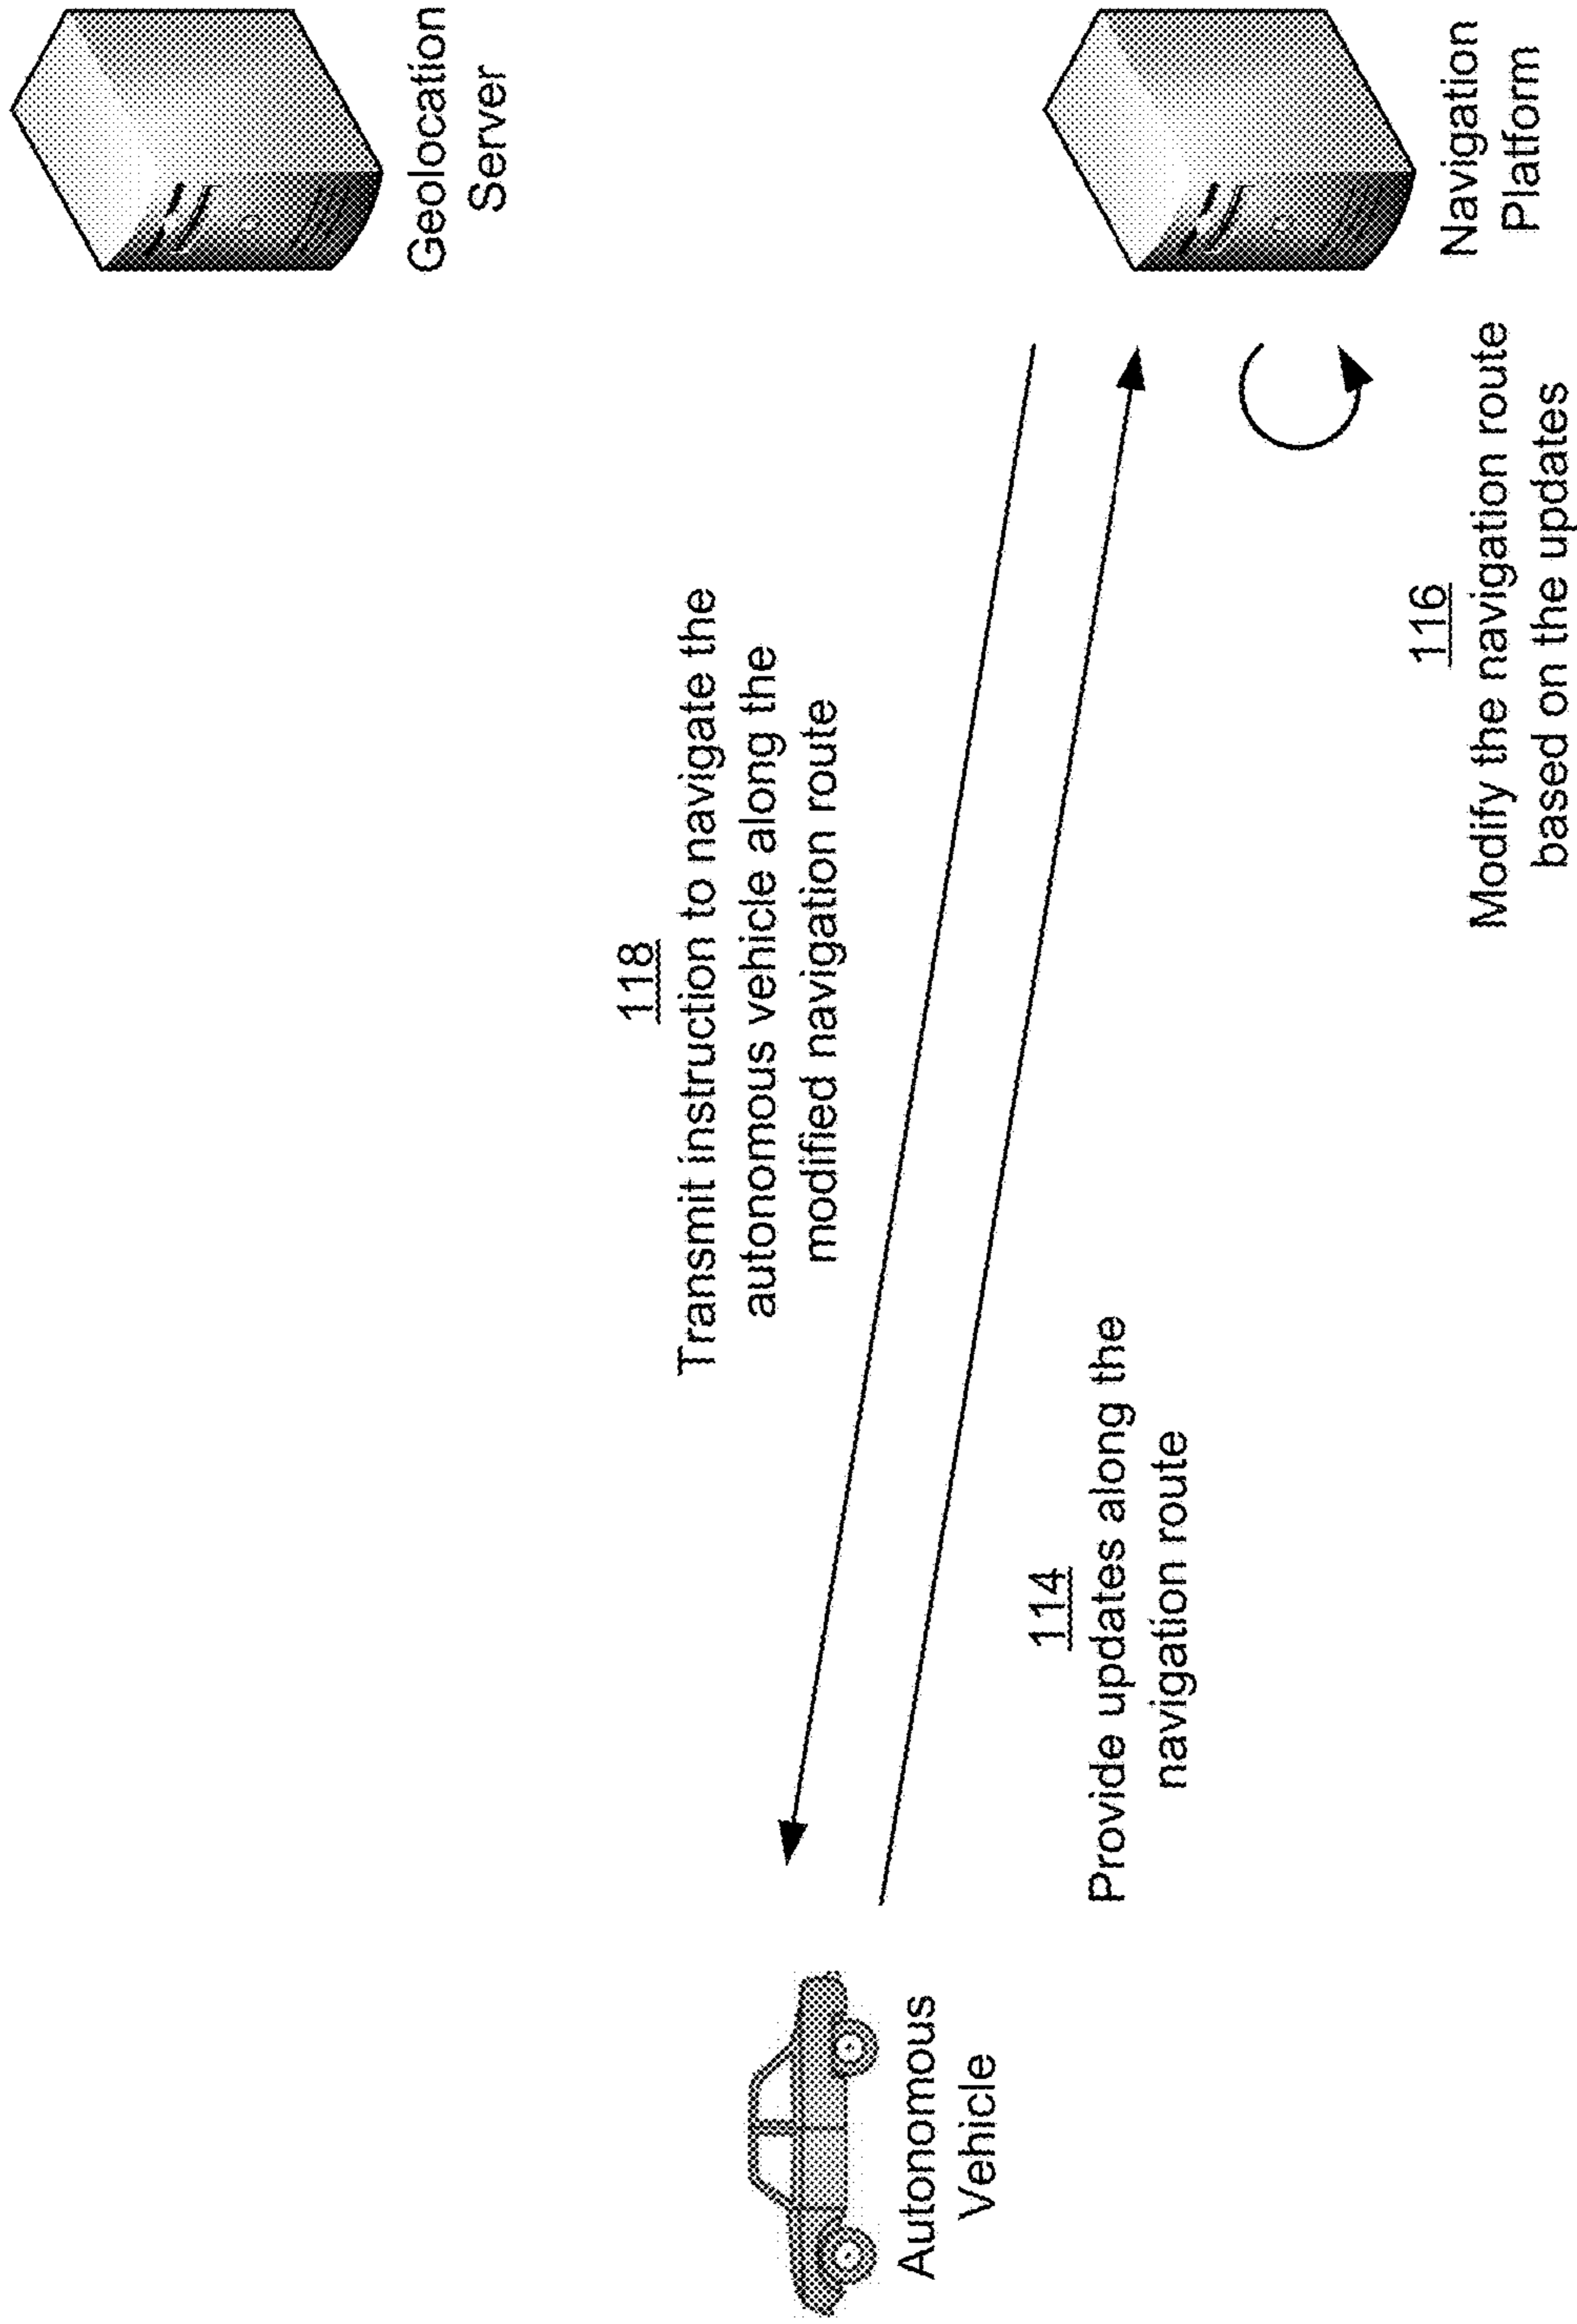 Geolocation
Server
118
Transmit instruction to navigate the
autonomous vehicle along the
modified navigation route
Autonomous
Vehicle
114
Provide updates along the
navigation route
Navigation
Platform
116
Modify the navigation route
based on the updates